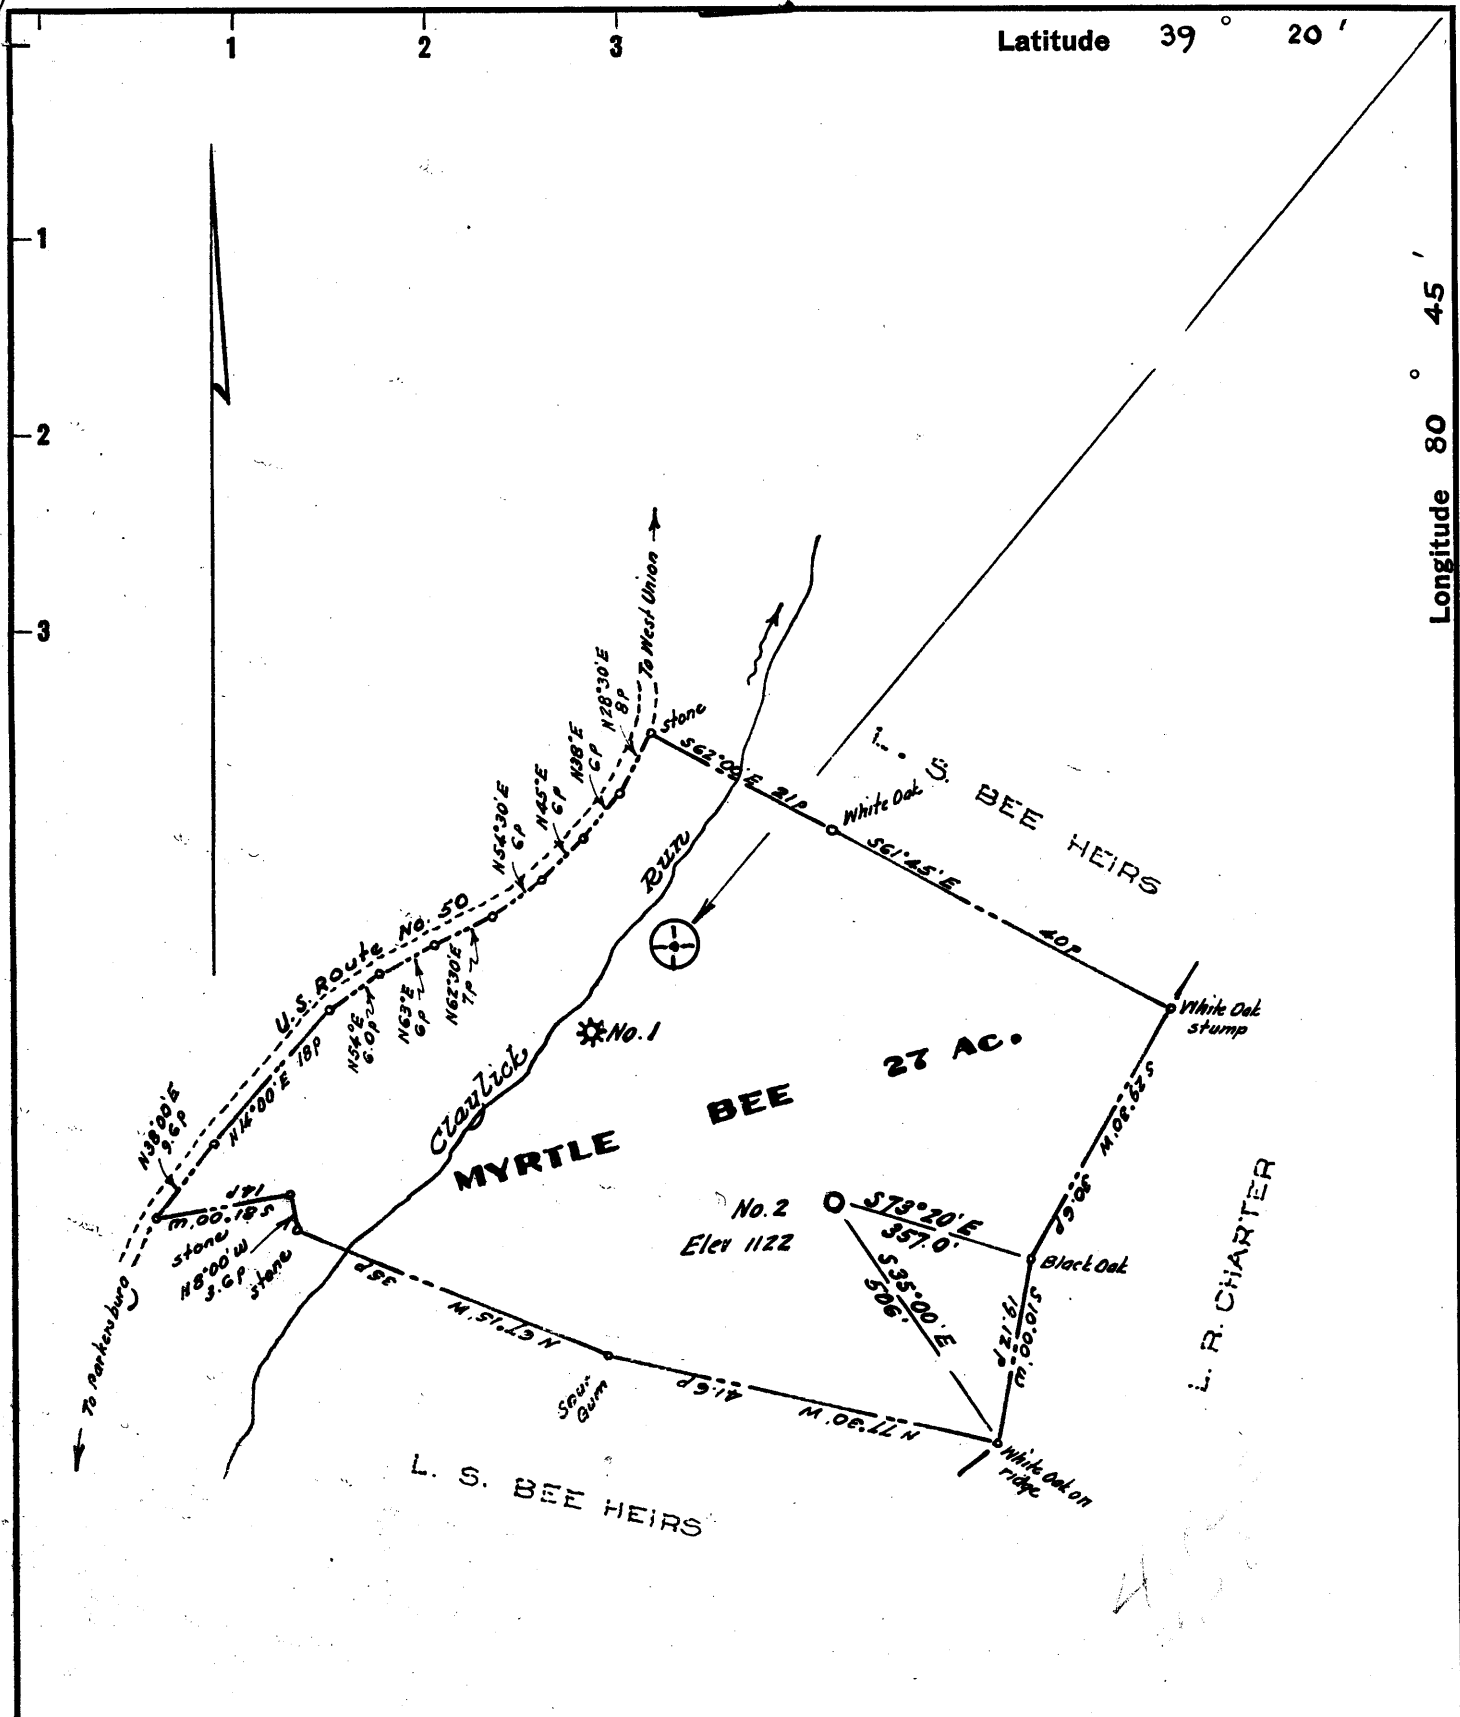 1 2 3
Latitude 39° 20'
Longitude 80° 45'
1
2
3
To West Union
N28°30'E
8P
N38°E
6P
N45°E
6P
N54°30'E
6P
stone
S62°00'E 21P
White Oak
S61°45'E 40P
L. S. BEE HEIRS
U.S. Route No. 50
N62°30'E
7P
N63°E
6P
N54°E
6.0P
N14°00'E 18P
N38°00'E
9.6P
Claylick Run
No. 1
White Oak
stump
S29°30'W
30.6P
MYRTLE BEE 27 AC.
No. 2
Elev 1122
S73°20'E
357.0'
S35°00'E
506'
Black Oak
S10°00'W
19.12P
L. R. CHARTER
S81°00'W
14P
stone
N8°00'W
3.6P
stone
N67°15'W
35P
Sour
Gum
N77°30'W
41.6P
White Oak on
ridge
To Parkersburg
L. S. BEE HEIRS